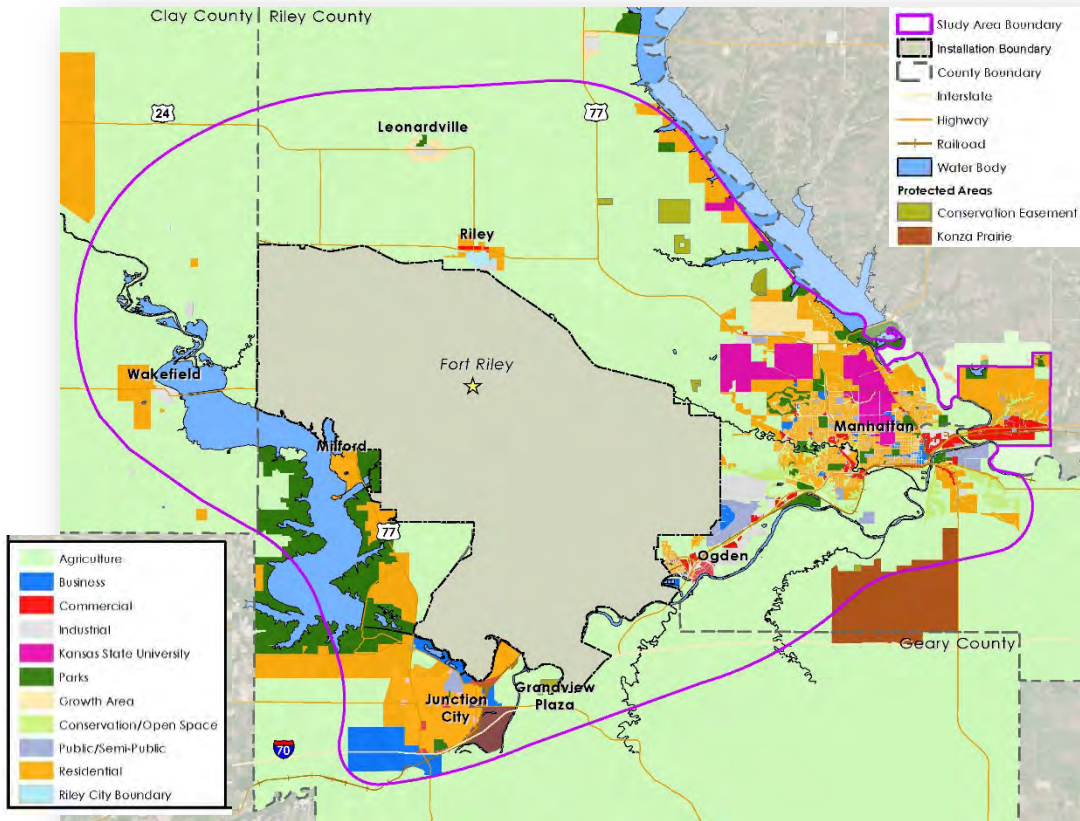 Clay County
Riley County
Study Area Boundary
Installation Boundary
County Boundary
Interstate
Highway
Railroad
Water Body
Protected Areas
Conservation Easement
Konza Prairie
24
77
Leonardville
Riley
Fort Riley
Wakefield
Milford
Manhattan
77
Ogden
Geary County
Grandview
Plaza
Junction
City
70
Agriculture
Business
Commercial
Industrial
Kansas State University
Parks
Growth Area
Conservation/Open Space
Public/Semi-Public
Residential
Riley City Boundary